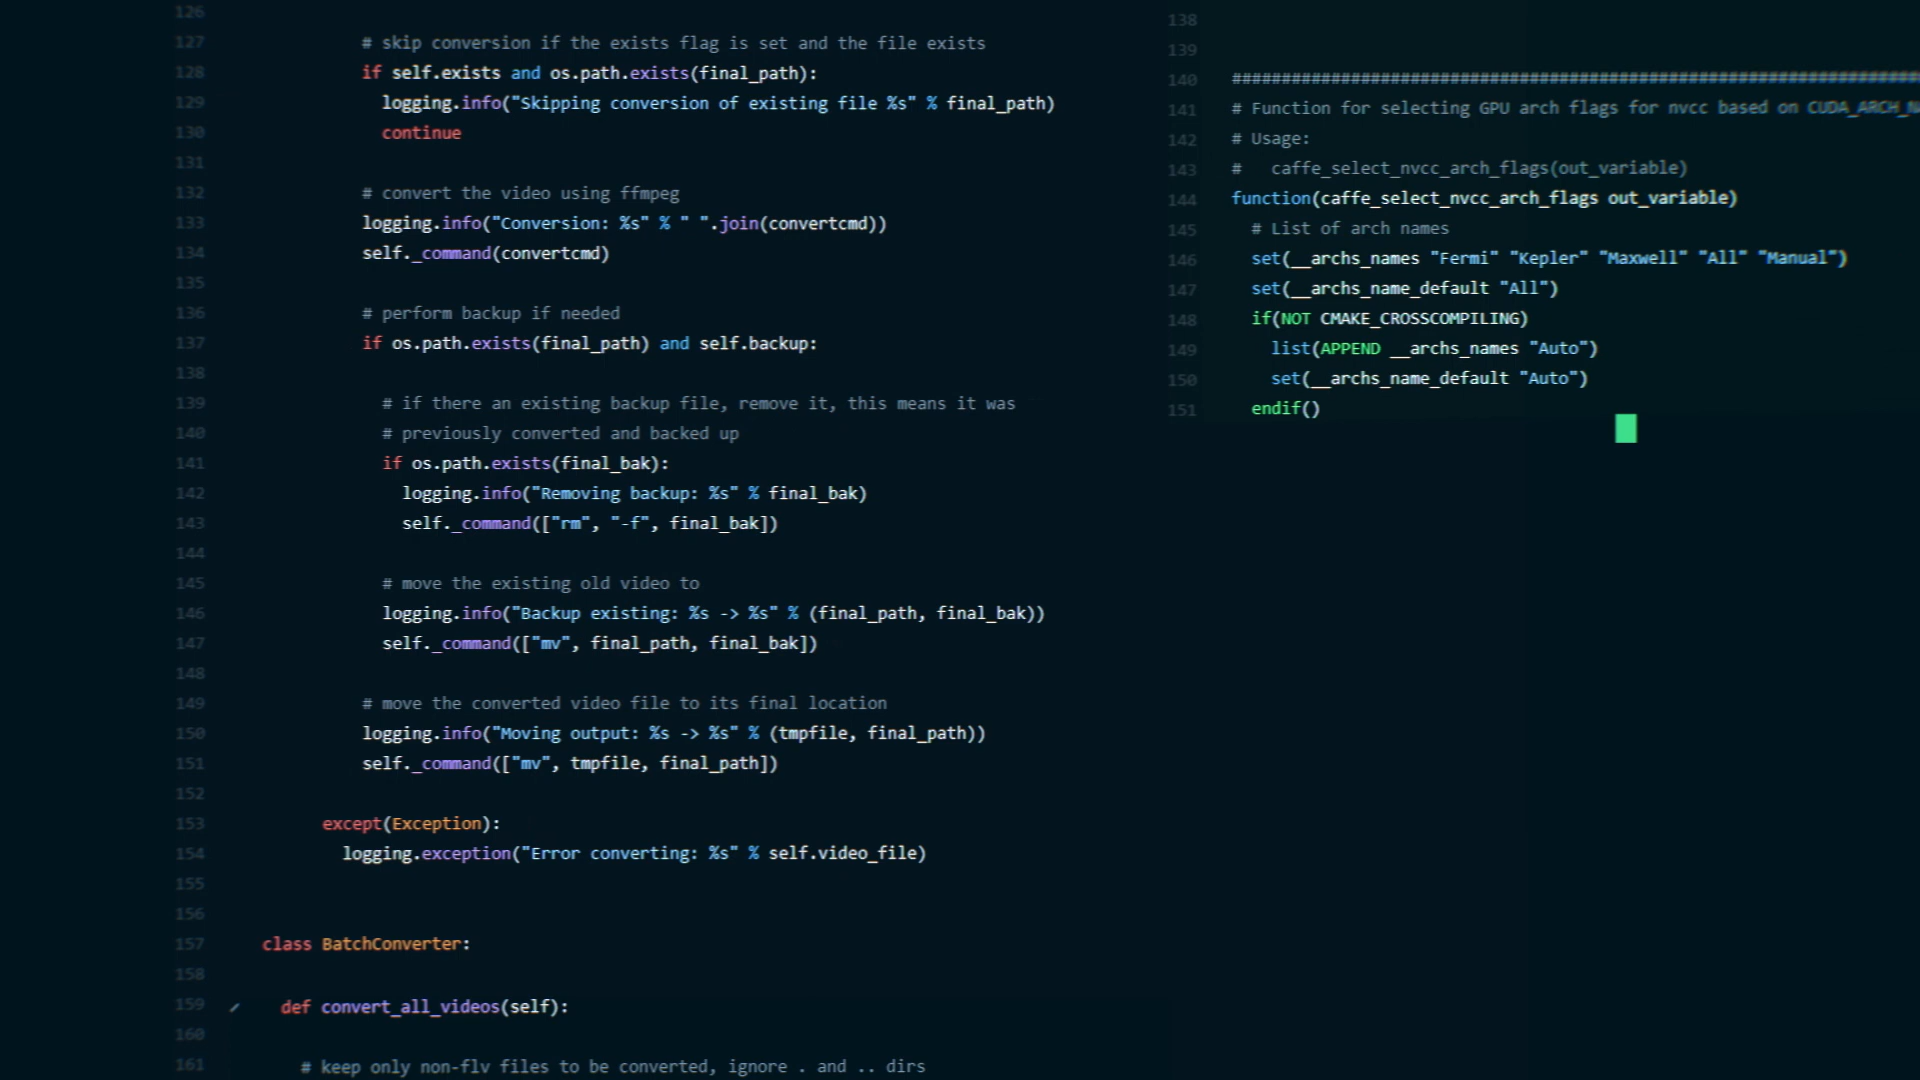 126
127 # skip conversion if the exists flag is set and the file exists
128 if self.exists and os.path.exists(final_path):
129 logging.info("Skipping conversion of existing file %s" % final_path)
130 continue
131
132 # convert the video using ffmpeg
133 logging.info("Conversion: %s" % " ".join(convertcmd))
134 self._command(convertcmd)
135
136 # perform backup if needed
137 if os.path.exists(final_path) and self.backup:
138
139 # if there an existing backup file, remove it, this means it was
140 # previously converted and backed up
141 if os.path.exists(final_bak):
142 logging.info("Removing backup: %s" % final_bak)
143 self._command(["rm", "-f", final_bak])
144
145 # move the existing old video to
146 logging.info("Backup existing: %s -> %s" % (final_path, final_bak))
147 self._command(["mv", final_path, final_bak])
148
149 # move the converted video file to its final location
150 logging.info("Moving output: %s -> %s" % (tmpfile, final_path))
151 self._command(["mv", tmpfile, final_path])
152
153 except(Exception):
154 logging.exception("Error converting: %s" % self.video_file)
155
156
157 class BatchConverter:
158
159 def convert_all_videos(self):
160
161 # keep only non-flv files to be converted, ignore . and .. dirs
138
139
140 ######################################################################
141 # Function for selecting GPU arch flags for nvcc based on CUDA_ARCH_
142 # Usage:
143 # caffe_select_nvcc_arch_flags(out_variable)
144 function(caffe_select_nvcc_arch_flags out_variable)
145 # List of arch names
146 set(__archs_names "Fermi" "Kepler" "Maxwell" "All" "Manual")
147 set(__archs_name_default "All")
148 if(NOT CMAKE_CROSSCOMPILING)
149 list(APPEND __archs_names "Auto")
150 set(__archs_name_default "Auto")
151 endif()